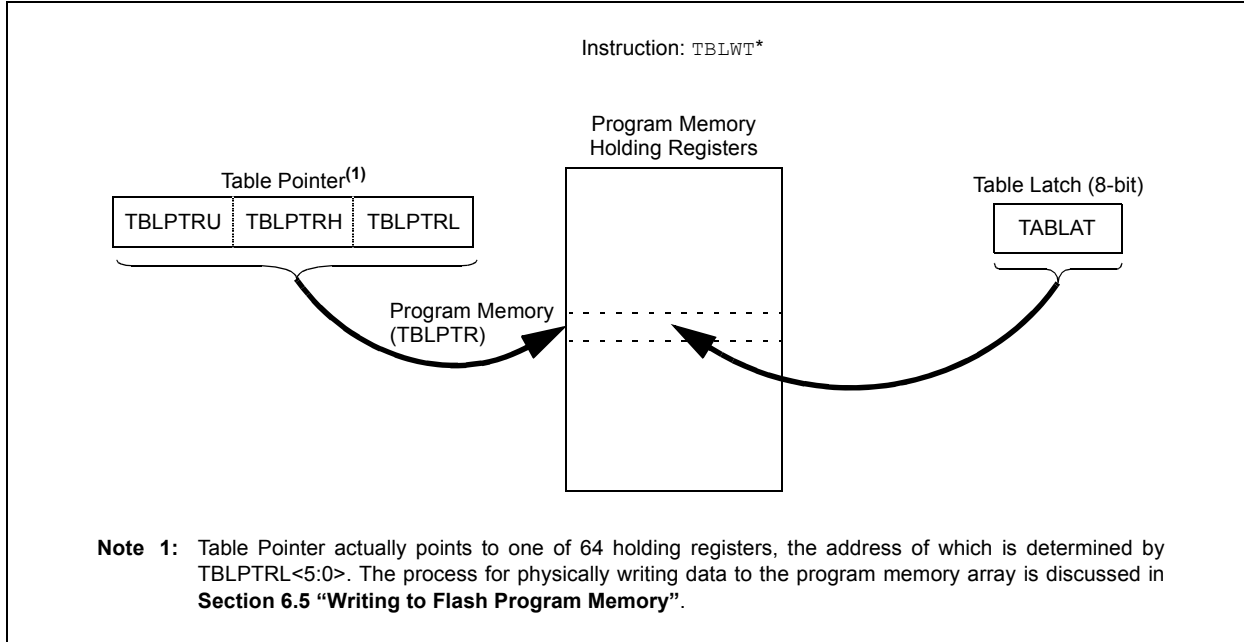 Instruction: TBLWT*
Program Memory
Holding Registers
Table Pointer(1)
Table Latch (8-bit)
TBLPTRU TBLPTRH TBLPTRL
TABLAT
Program Memory
(TBLPTR)
Note 1: Table Pointer actually points to one of 64 holding registers, the address of which is determined by
TBLPTRL<5:0>. The process for physically writing data to the program memory array is discussed in
Section 6.5 “Writing to Flash Program Memory”.